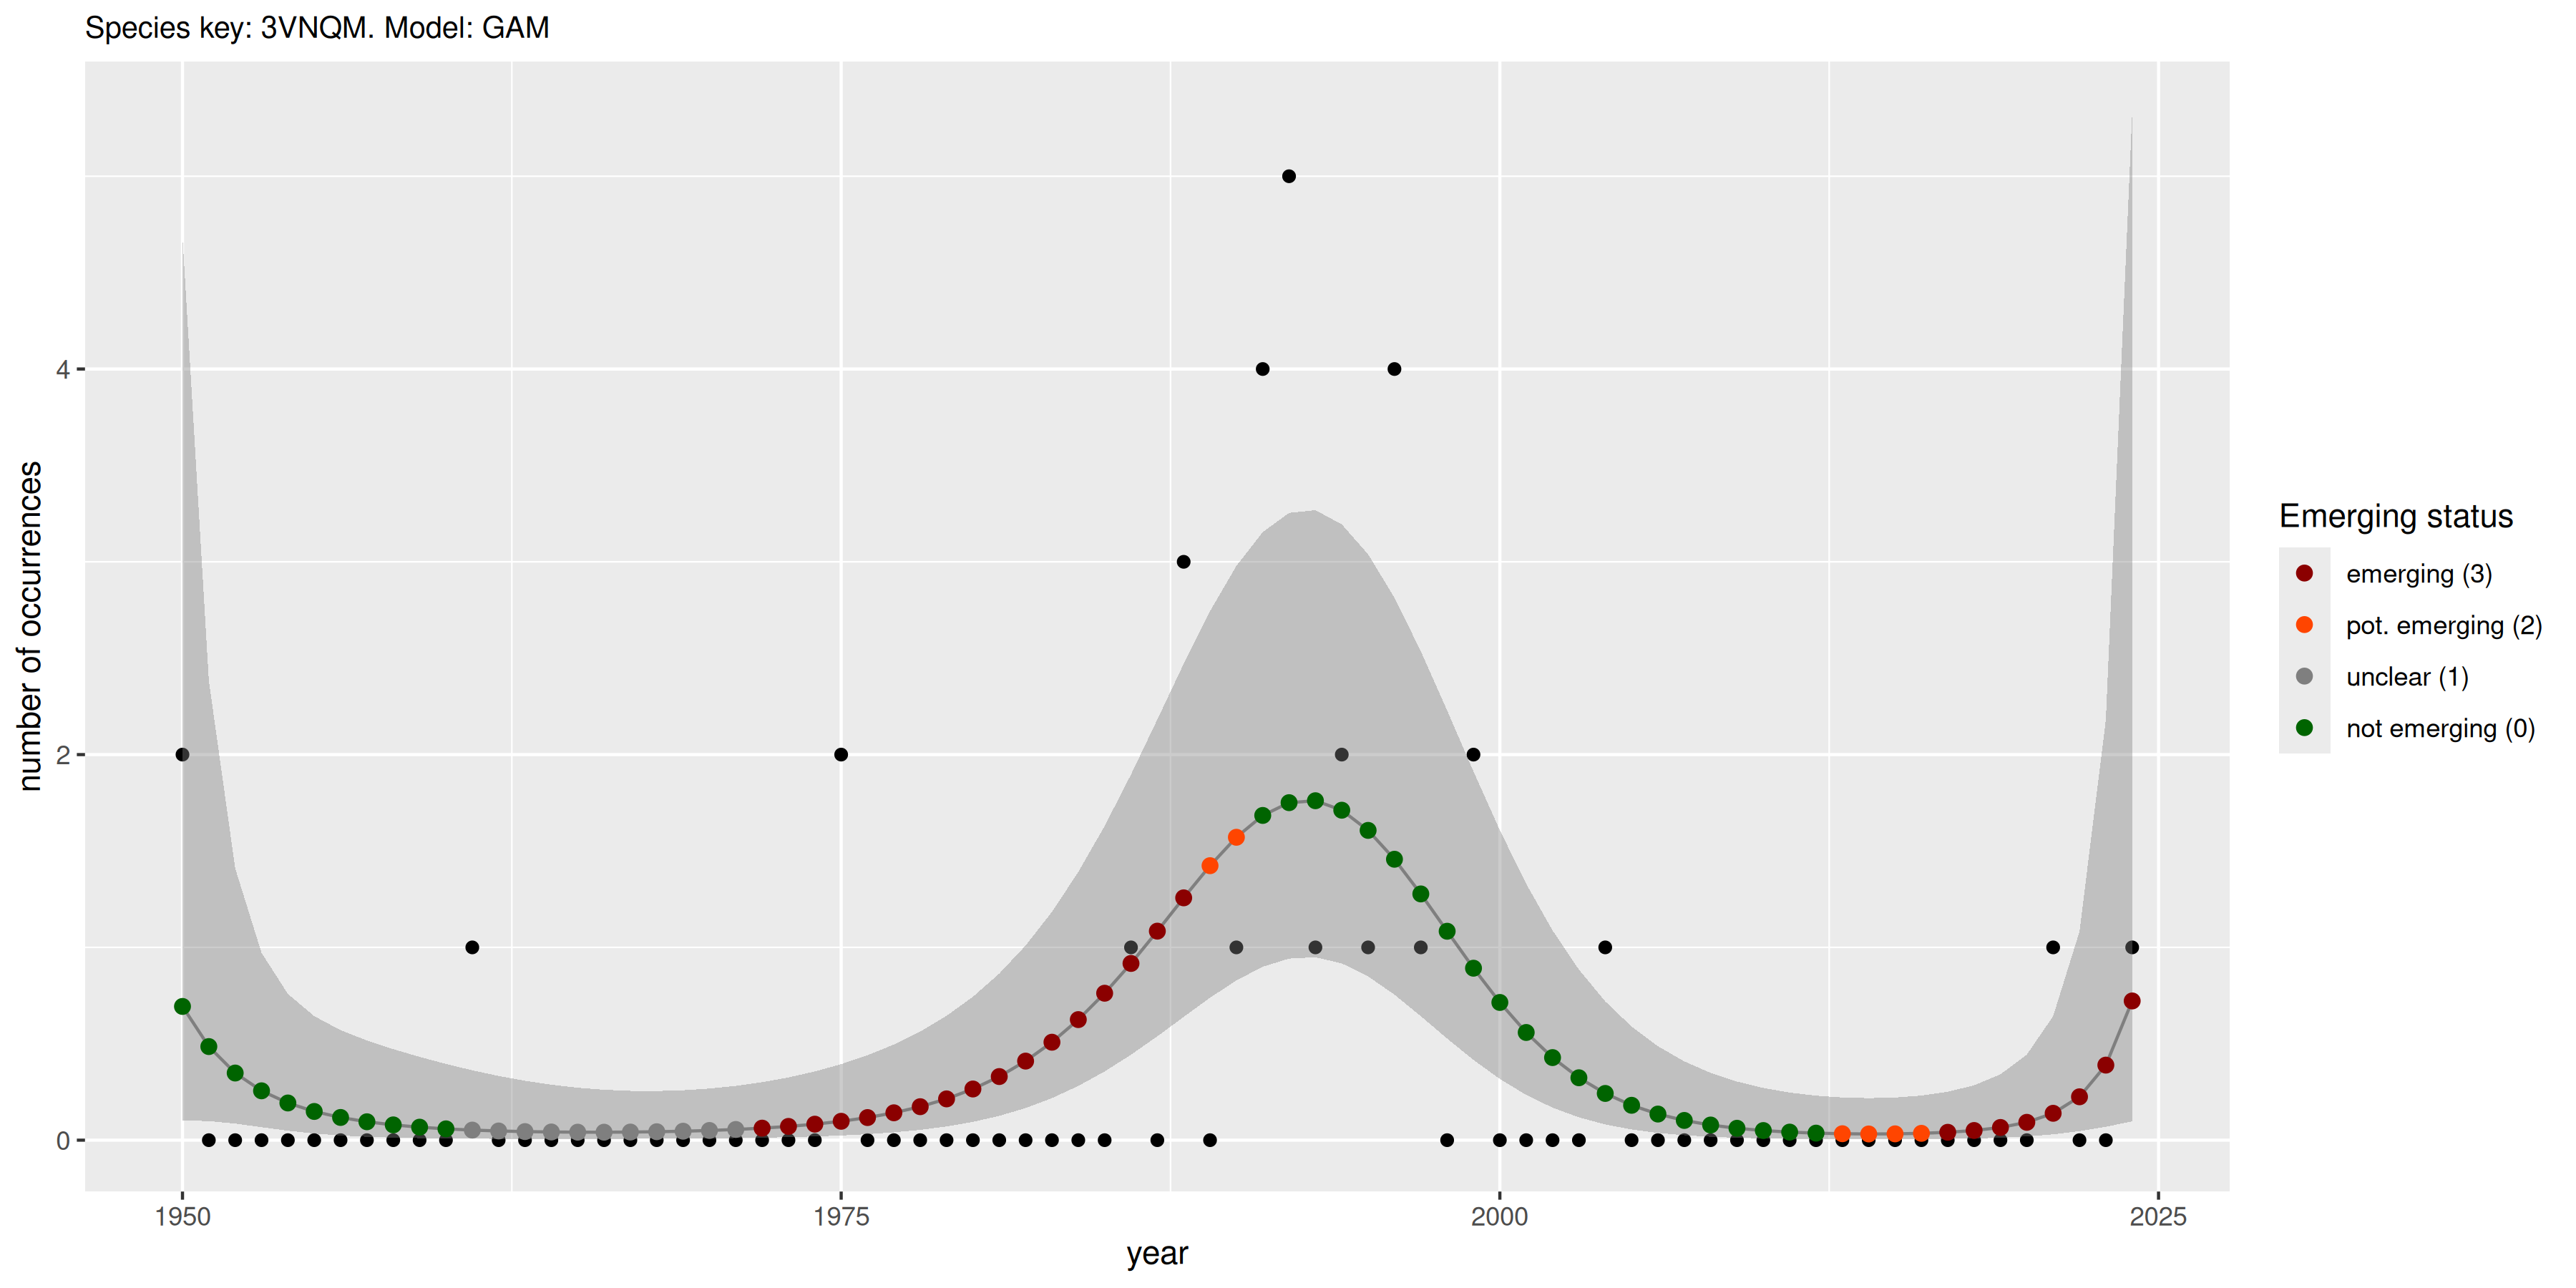 Species key: 3VNQM. Model: GAM
number of occurrences
4
2
0
1950
1975
2000
2025
year
Emerging status
emerging (3)
pot. emerging (2)
unclear (1)
not emerging (0)